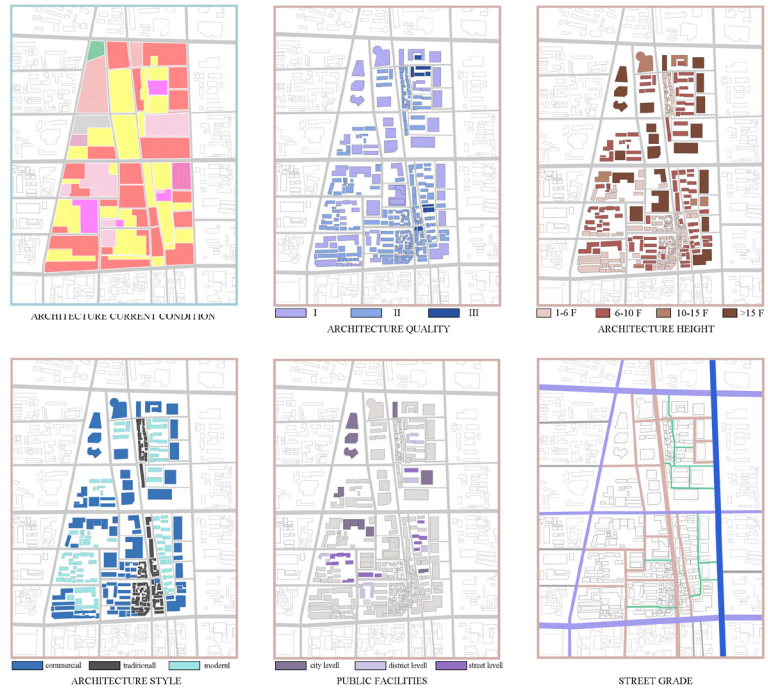 ARCHITECTURE CURRENT CONDITION
I II III
ARCHITECTURE QUALITY
1-6 F 6-10 F 10-15 F >15 F
ARCHITECTURE HEIGHT
commercial traditionall modernl
ARCHITECTURE STYLE
city levell district levell street levell
PUBLIC FACILITIES
STREET GRADE